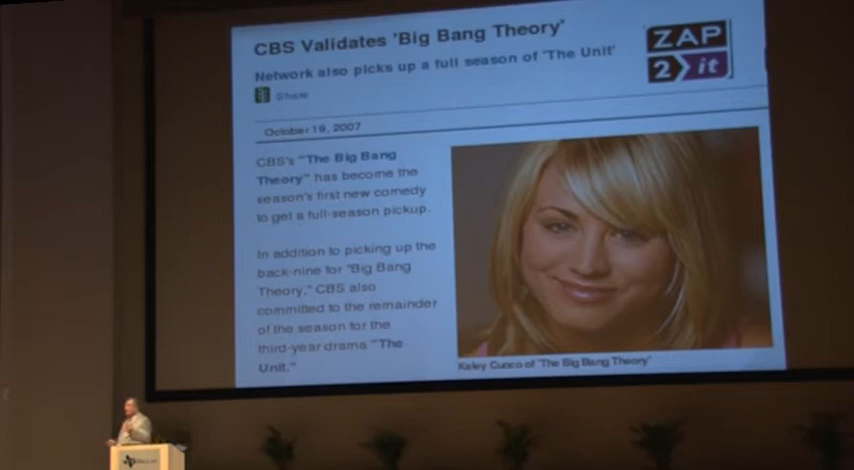 CBS Validates 'Big Bang Theory'
Network also picks up a full season of 'The Unit'
Share
ZAP
2 it
October 19, 2007
CBS's "The Big Bang
Theory" has become the
season's first new comedy
to get a full-season pickup.
In addition to picking up the
back-nine for "Big Bang
Theory," CBS also
committed to the remainder
of the season for the
third-year drama "The
Unit."
Kaley Cuoco of 'The Big Bang Theory'